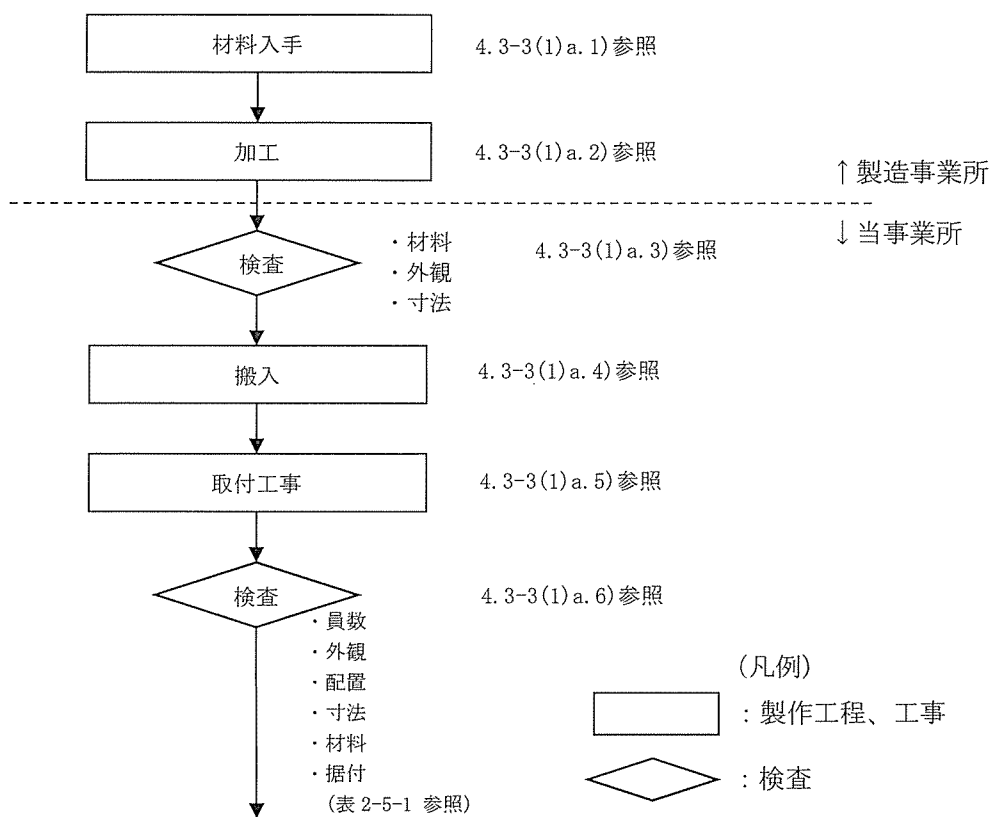 材料入手 4.3-3(1)a.1)参照
加工 4.3-3(1)a.2)参照
↑製造事業所
↓当事業所
検査 ・材料 4.3-3(1)a.3)参照
・外観
・寸法
搬入 4.3-3(1)a.4)参照
取付工事 4.3-3(1)a.5)参照
検査 4.3-3(1)a.6)参照
・員数
・外観
・配置
・寸法
・材料
・据付
(表 2-5-1 参照)
(凡例)
：製作工程、工事
：検査